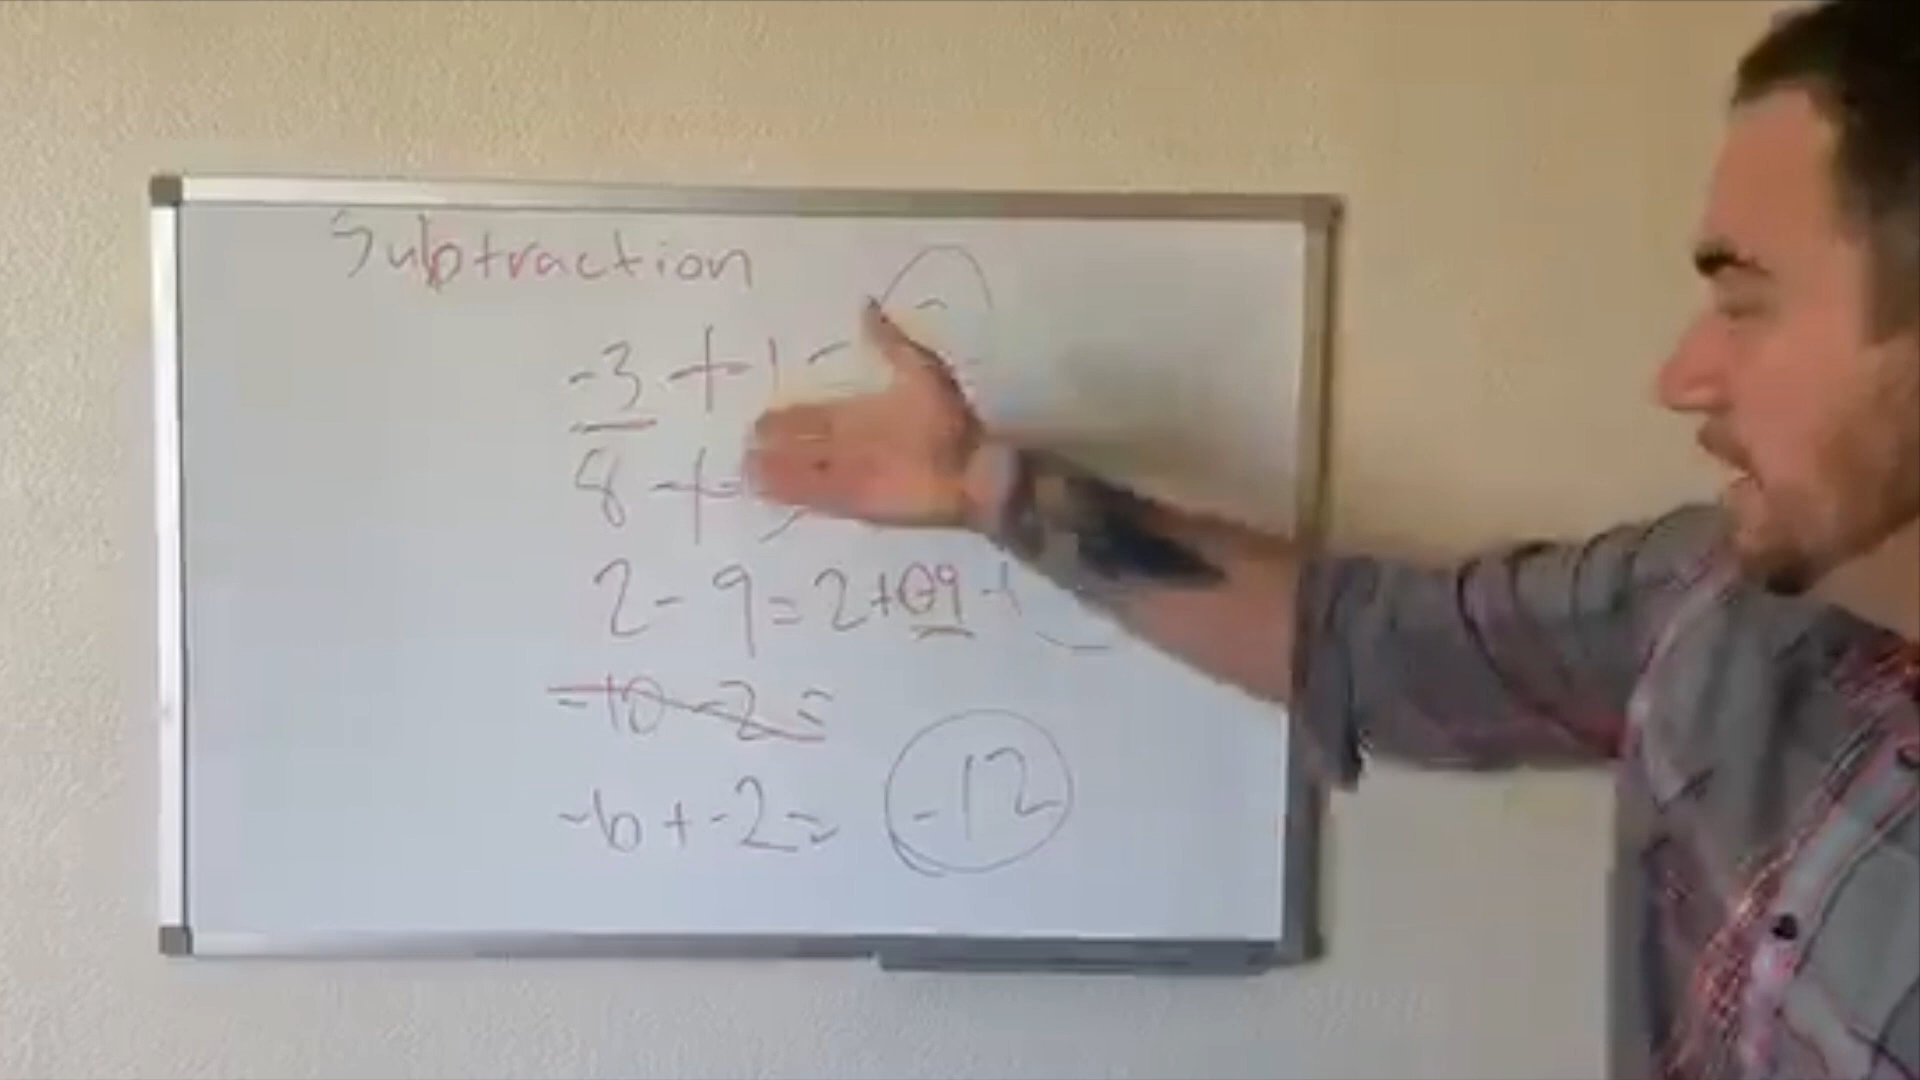 Subtraction
-3 + 1 =
8 +
2 - 9 = 2 + -9
-10 - 2 =
-10 + -2 = -12